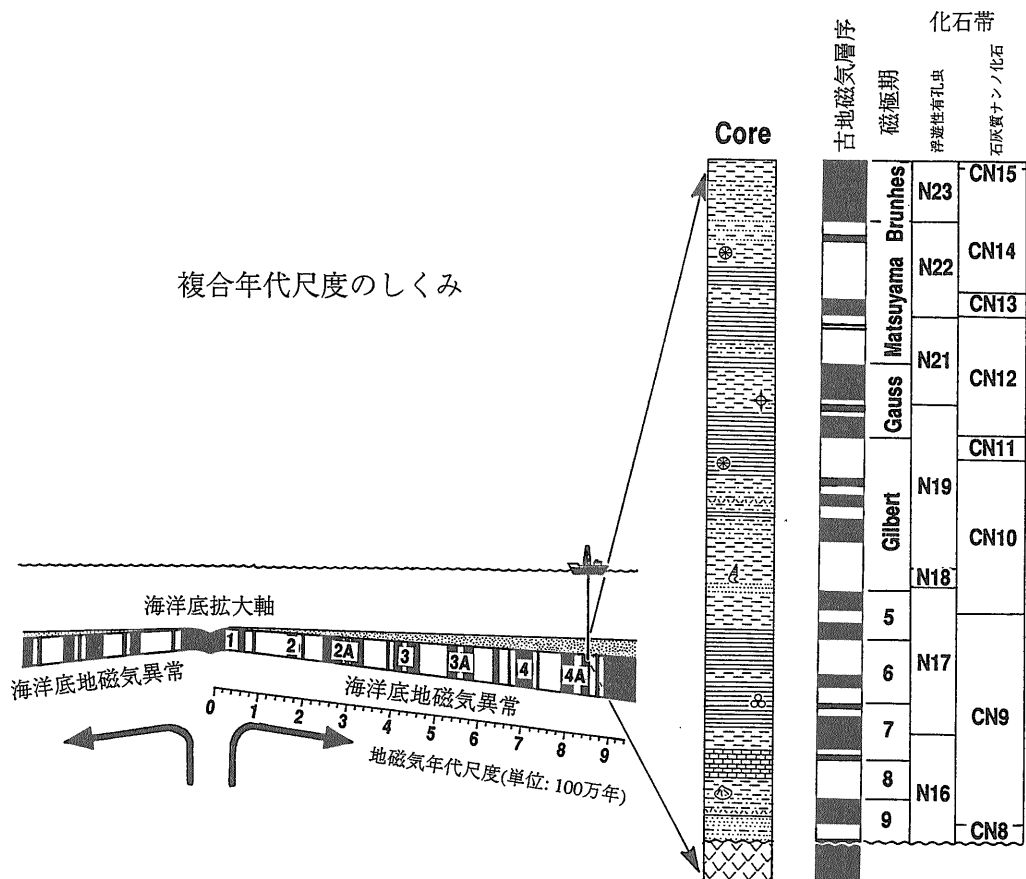 化石帯
古地磁気層序
磁極期
浮遊性有孔虫
石灰質ナンノ化石
Core
複合年代尺度のしくみ
Brunhes
Matsuyama
Gauss
Gilbert
5
6
7
8
9
N23
N22
N21
N19
N18
N17
N16
CN15
CN14
CN13
CN12
CN11
CN10
CN9
CN8
海洋底拡大軸
1
2
2A
3
3A
4
4A
海洋底地磁気異常
海洋底地磁気異常
0
1
2
3
4
5
6
7
8
9
地磁気年代尺度(単位: 100万年)